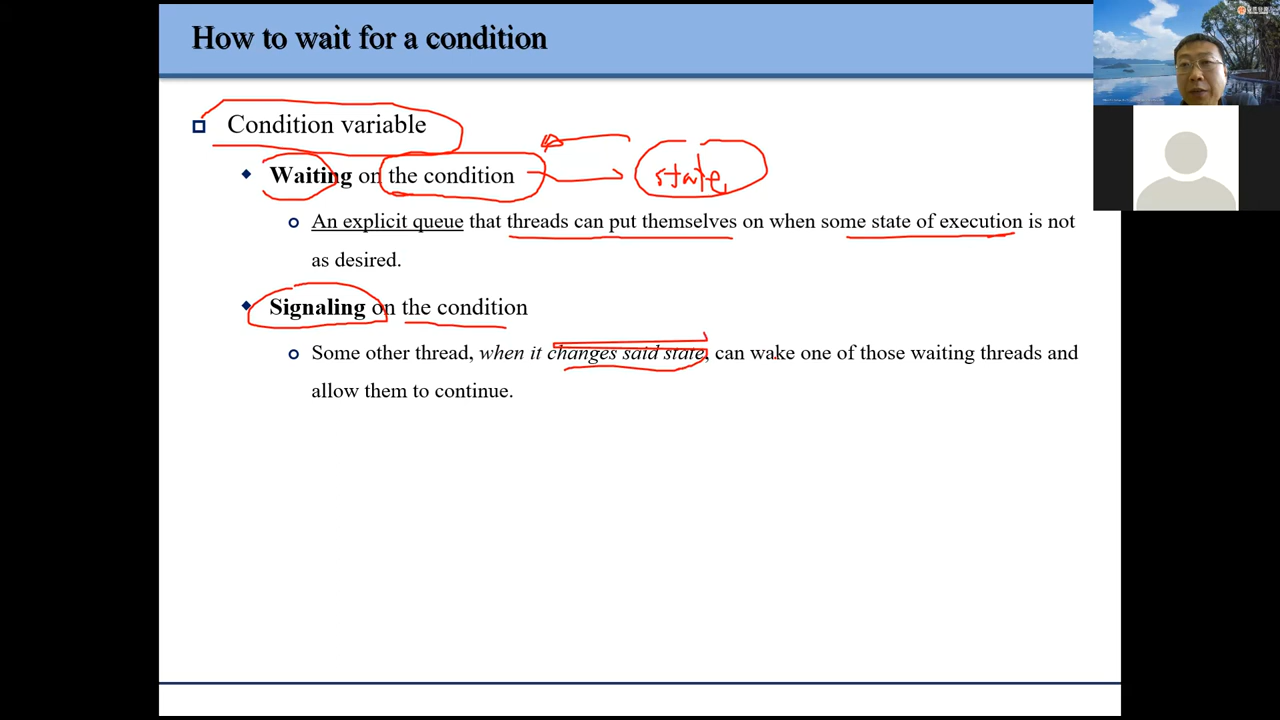 How to wait for a condition
Condition variable
Waiting on the condition
state
An explicit queue that threads can put themselves on when some state of execution is not
as desired.
Signaling on the condition
Some other thread, when it changes said state, can wake one of those waiting threads and
allow them to continue.